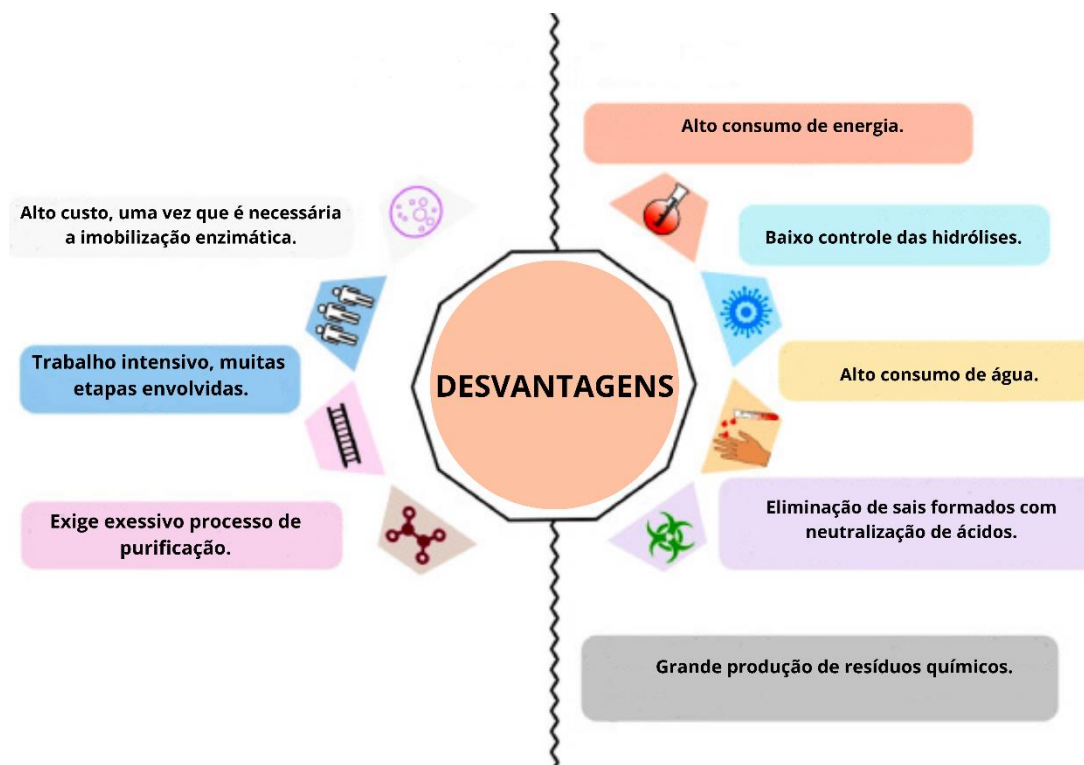 Alto custo, uma vez que é necessária
a imobilização enzimática.
Trabalho intensivo, muitas
etapas envolvidas.
Exige exessivo processo de
purificação.
DESVANTAGENS
Alto consumo de energia.
Baixo controle das hidrólises.
Alto consumo de água.
Eliminação de sais formados com
neutralização de ácidos.
Grande produção de resíduos químicos.